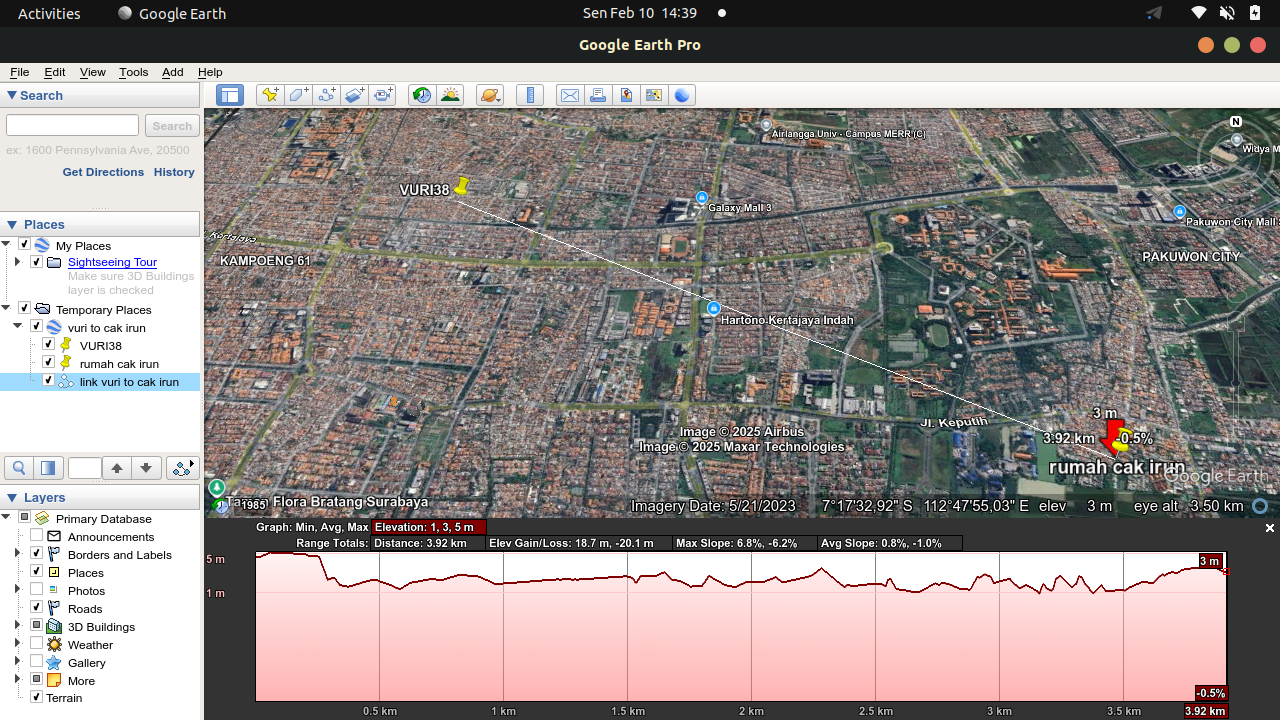 Activities
Google Earth
Sen Feb 10 14:39
Google Earth Pro
File Edit View Tools Add Help
Search
Search
ex: 1600 Pennsylvania Ave, 20500
Get Directions History
Places
My Places
Sightseeing Tour
Make sure 3D Buildings
layer is checked
Temporary Places
vuri to cak irun
VURI38
rumah cak irun
link vuri to cak irun
Layers
Primary Database
Announcements
Borders and Labels
Places
Photos
Roads
3D Buildings
Weather
Gallery
More
Terrain
Airlangga Univ - Campus MERR (C)
N
Widya M
VURI38
Galaxy Mall 3
Pakuwon City Mall
Kertajaya
KAMPOENG 61
PAKUWON CITY
Hartono Kertajaya Indah
3 m
Jl. Keputih
Image © 2025 Airbus
3.92 km -0.5%
Image © 2025 Maxar Technologies
rumah cak irun
Google Earth
Taman Flora Bratang Surabaya
1985
Imagery Date: 5/21/2023 7°17'32,92" S 112°47'55,03" E elev 3 m eye alt 3.50 km
Graph: Min, Avg, Max Elevation: 1, 3, 5 m
Range Totals: Distance: 3.92 km Elev Gain/Loss: 18.7 m, -20.1 m Max Slope: 6.8%, -6.2% Avg Slope: 0.8%, -1.0%
5 m
3 m
1 m
-0.5%
0.5 km 1 km 1.5 km 2 km 2.5 km 3 km 3.5 km 3.92 km